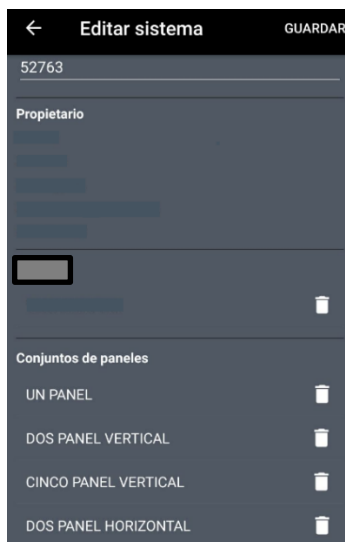 Editar sistema GUARDAR
52763
Propietario
Conjuntos de paneles
UN PANEL
DOS PANEL VERTICAL
CINCO PANEL VERTICAL
DOS PANEL HORIZONTAL